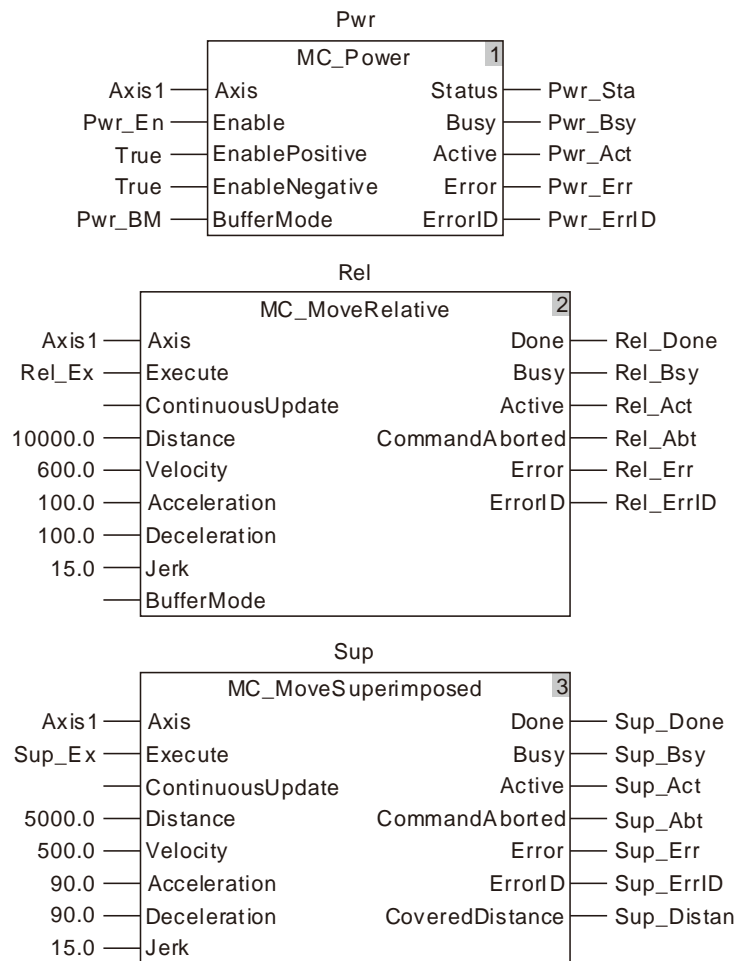 Pwr
MC_Power 1
Axis1 Axis Status Pwr_Sta
Pwr_En Enable Busy Pwr_Bsy
True EnablePositive Active Pwr_Act
True EnableNegative Error Pwr_Err
Pwr_BM BufferMode ErrorID Pwr_ErrID
Rel
MC_MoveRelative 2
Axis1 Axis Done Rel_Done
Rel_Ex Execute Busy Rel_Bsy
ContinuousUpdate Active Rel_Act
10000.0 Distance CommandAborted Rel_Abt
600.0 Velocity Error Rel_Err
100.0 Acceleration ErrorID Rel_ErrID
100.0 Deceleration
15.0 Jerk
BufferMode
Sup
MC_MoveSuperimposed 3
Axis1 Axis Done Sup_Done
Sup_Ex Execute Busy Sup_Bsy
ContinuousUpdate Active Sup_Act
5000.0 Distance CommandAborted Sup_Abt
500.0 Velocity Error Sup_Err
90.0 Acceleration ErrorID Sup_ErrID
90.0 Deceleration CoveredDistance Sup_Distan
15.0 Jerk